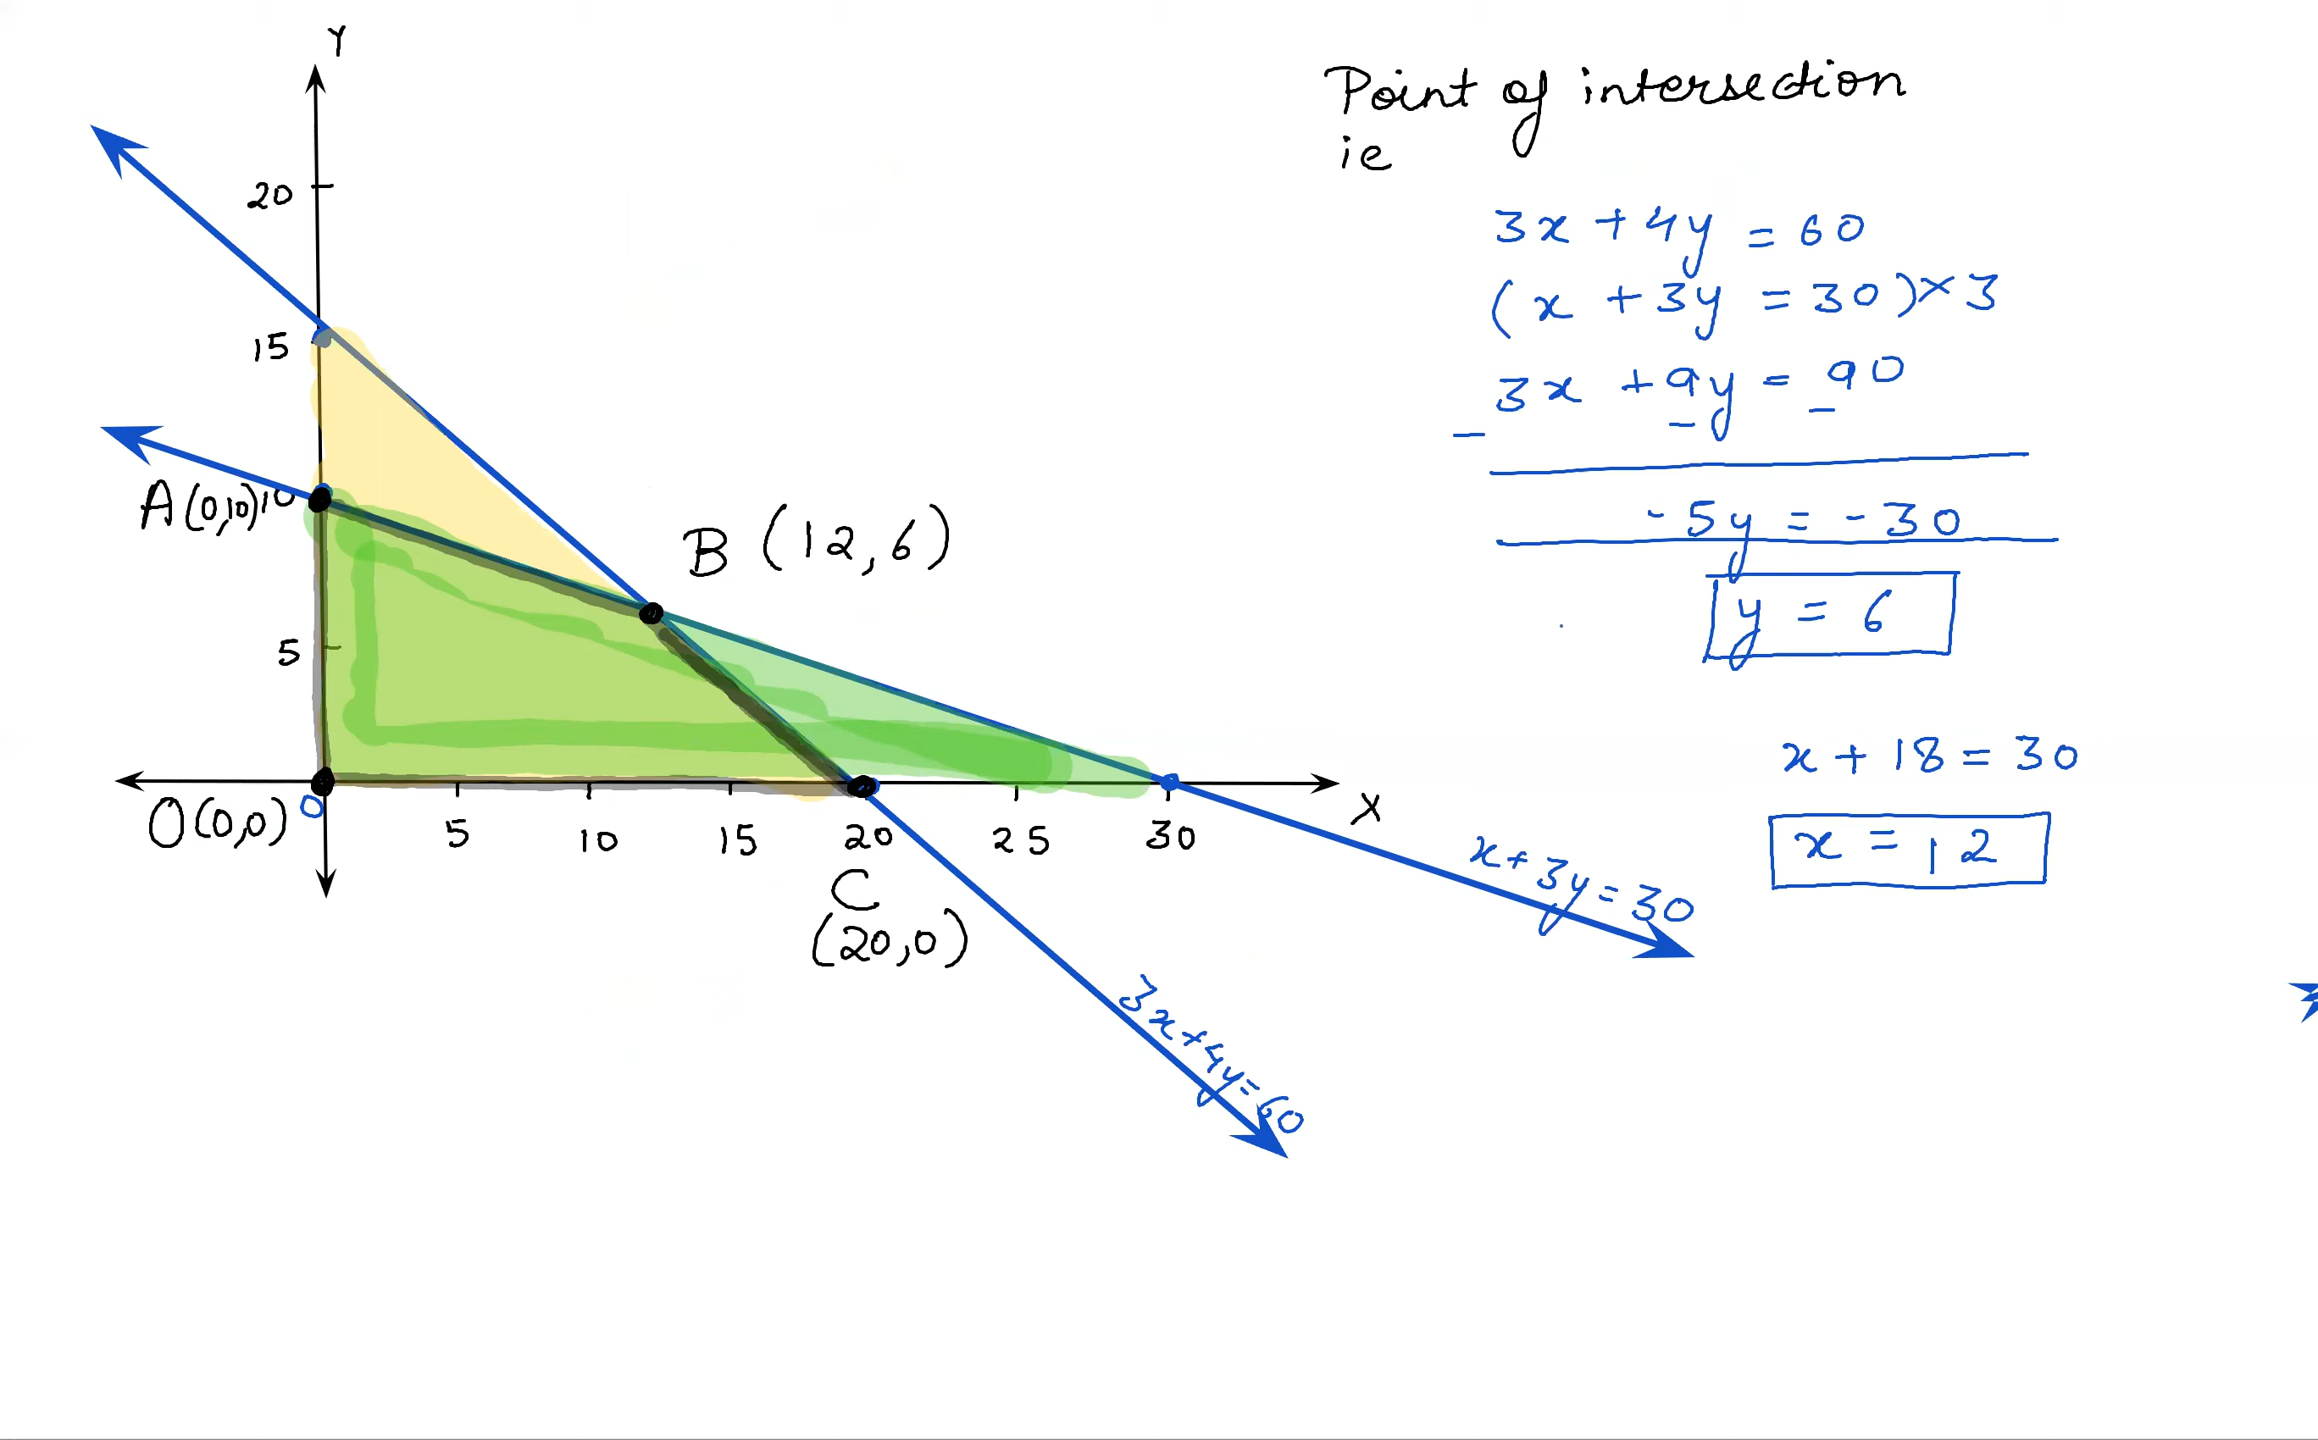 Y
20
15
A(0,10) 10
B (12,6)
5
O(0,0) 0
5 10 15 20 25 30
X
C
(20,0)
x+3y=30
3x+4y=60
Point of intersection
ie
3x + 4y = 60
(x + 3y = 30) × 3
3x + 9y = 90
− − −
-5y = -30
y = 6
x + 18 = 30
x = 12